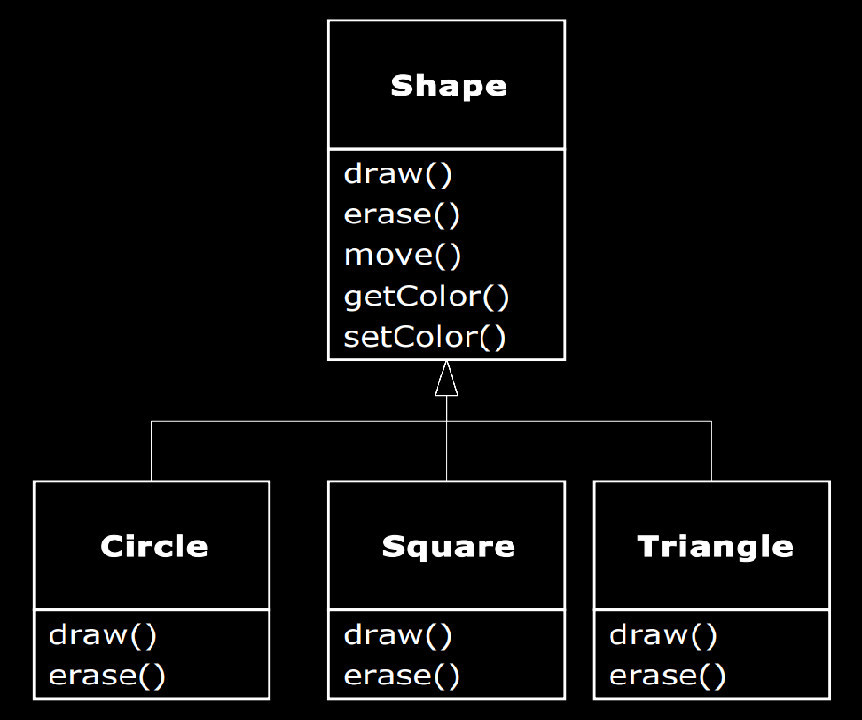 Shape
draw()
erase()
move()
getColor()
setColor()
Circle
draw()
erase()
Square
draw()
erase()
Triangle
draw()
erase()